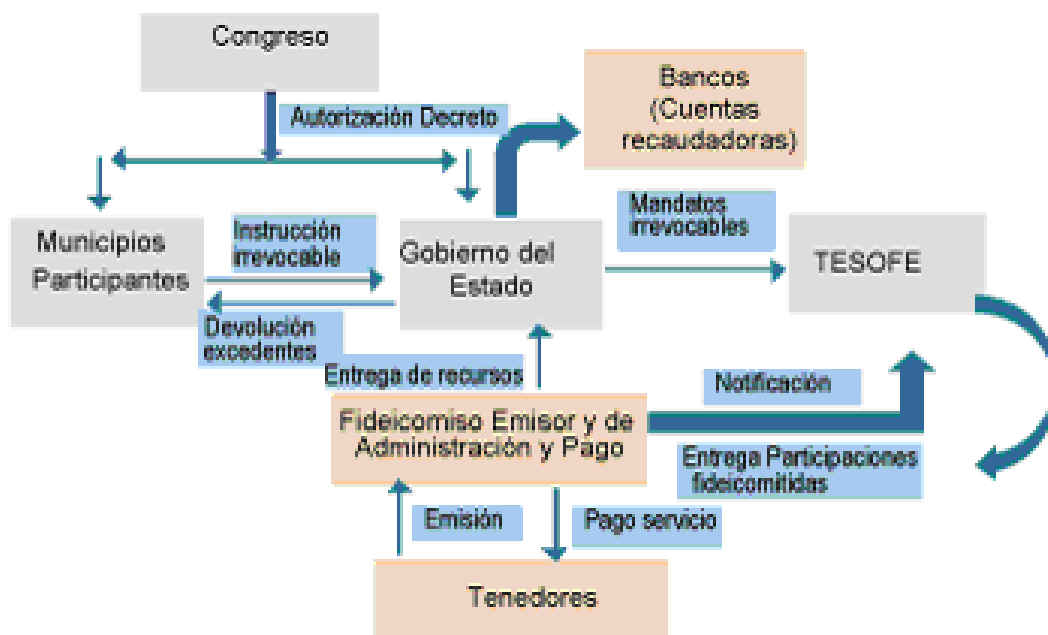 Congreso
Autorización Decreto
Bancos
(Cuentas
recaudadoras)
Municipios
Participantes
Instrucción
irrevocable
Gobierno del
Estado
Mandatos
irrevocables
TESOFE
Devolución
excedentes
Entrega de recursos
Notificación
Fideicomiso Emisor y de
Administración y Pago
Entrega Participaciones
fideicomitidas
Emisión
Pago servicio
Tenedores